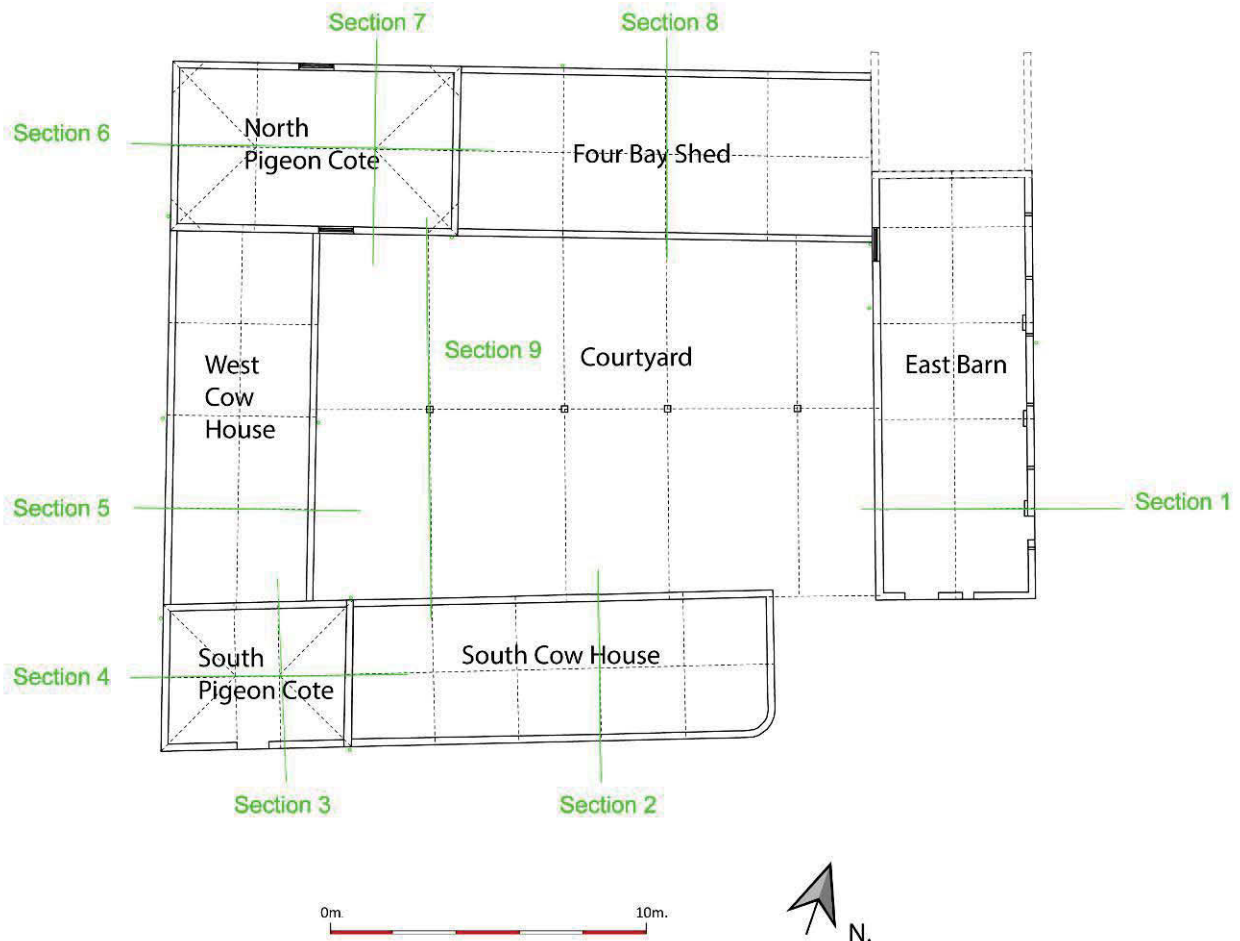 Section 7
Section 8
Section 6
North
Pigeon Cote
Four Bay Shed
Section 9
Courtyard
West
Cow
House
East Barn
Section 5
Section 1
South
Pigeon Cote
South Cow House
Section 4
Section 3
Section 2
0m.
10m.
N.